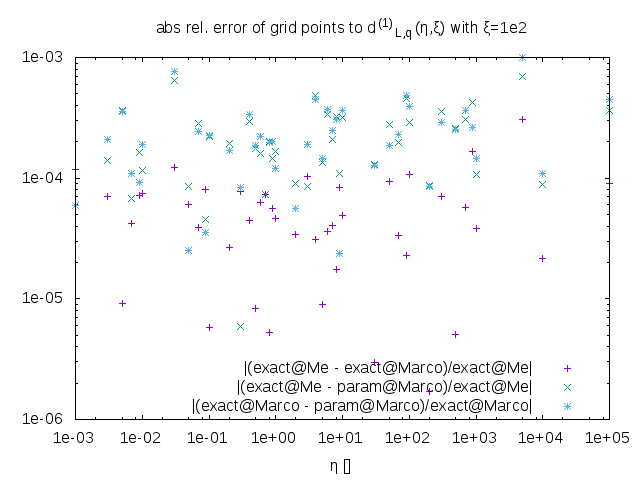 abs rel. error of grid points to d(1)L,q(η,ξ) with ξ=1e2
1e-03
1e-04
1e-05
1e-06
|(exact@Me - exact@Marco)/exact@Me|
|(exact@Me - param@Marco)/exact@Me|
|(exact@Marco - param@Marco)/exact@Marco|
1e-03 1e-02 1e-01 1e+00 1e+01 1e+02 1e+03 1e+04 1e+05
η []